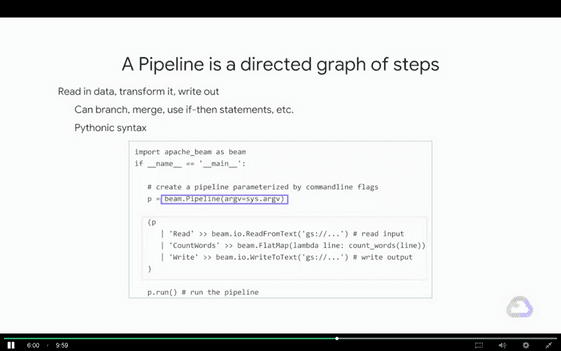 A Pipeline is a directed graph of steps
Read in data, transform it, write out
Can branch, merge, use if-then statements, etc.
Pythonic syntax
import apache_beam as beam
if __name__ == '__main__':
# create a pipeline parameterized by commandline flags
p = beam.Pipeline(argv=sys.argv)
(p
| 'Read' >> beam.io.ReadFromText('gs://...') # read input
| 'CountWords' >> beam.FlatMap(lambda line: count_words(line))
| 'Write' >> beam.io.WriteToText('gs://...') # write output
)
p.run() # run the pipeline
6:00 · 9:59